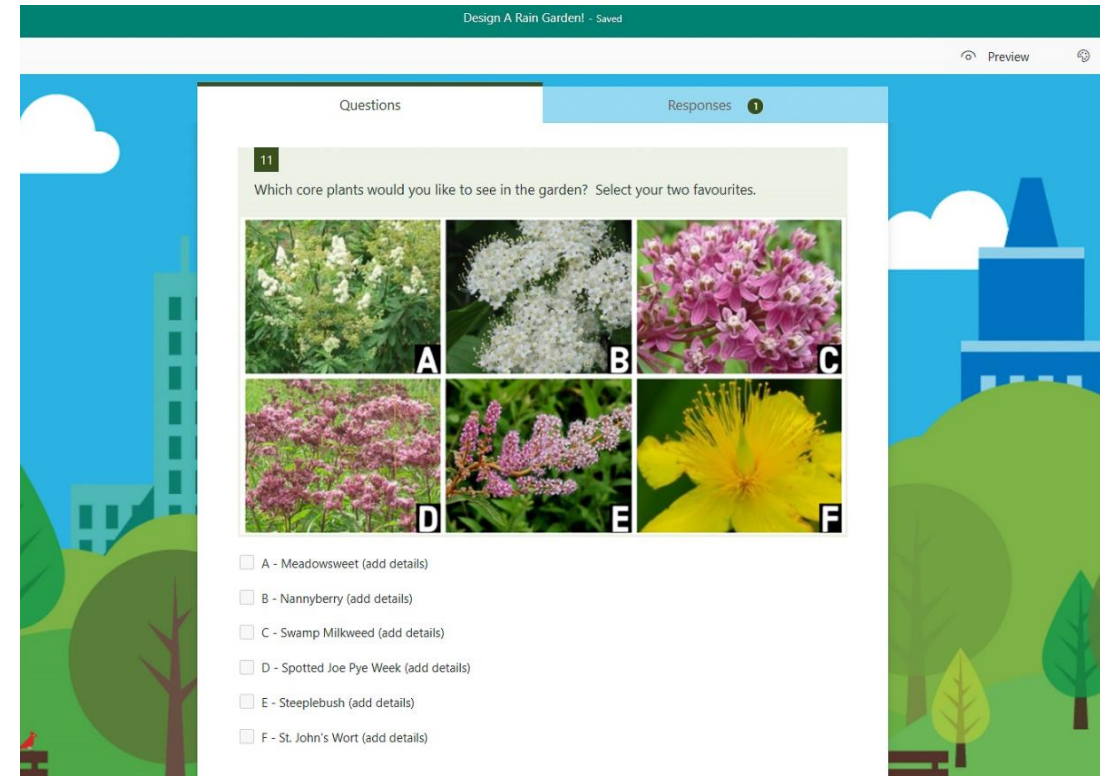 Design A Rain Garden! - Saved
Preview
Questions
Responses 1
11
Which core plants would you like to see in the garden? Select your two favourites.
A B C
D E F
A - Meadowsweet (add details)
B - Nannyberry (add details)
C - Swamp Milkweed (add details)
D - Spotted Joe Pye Week (add details)
E - Steeplebush (add details)
F - St. John's Wort (add details)